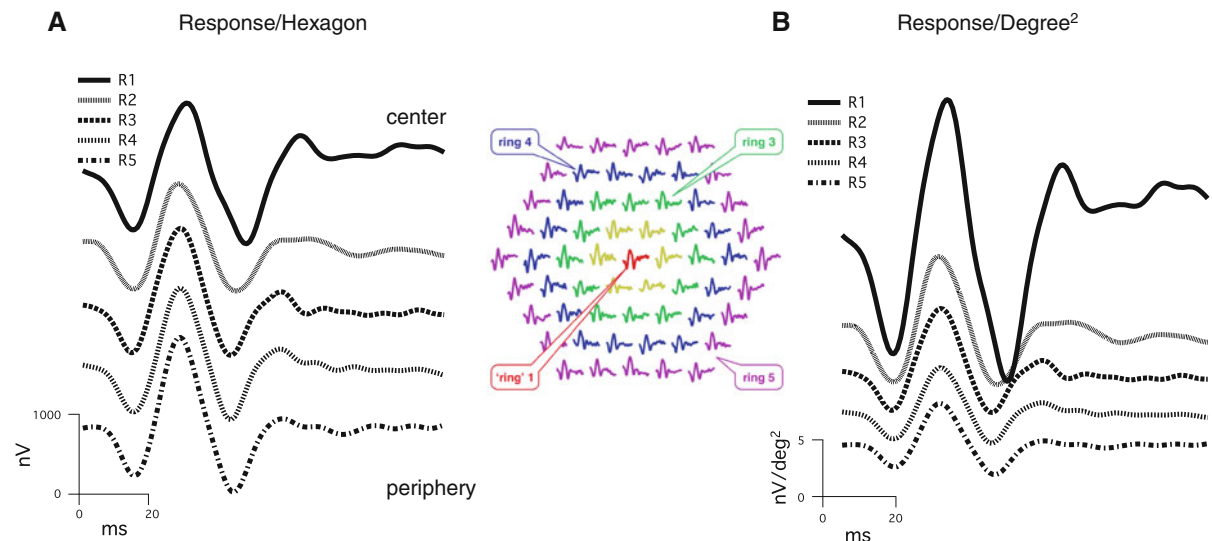 A
Response/Hexagon
R1
R2
R3
R4
R5
center
1000
nV
0
0
20
ms
periphery
ring 4
ring 3
'ring' 1
ring 5
B
Response/Degree²
R1
R2
R3
R4
R5
5
nV/deg²
0
0
20
ms